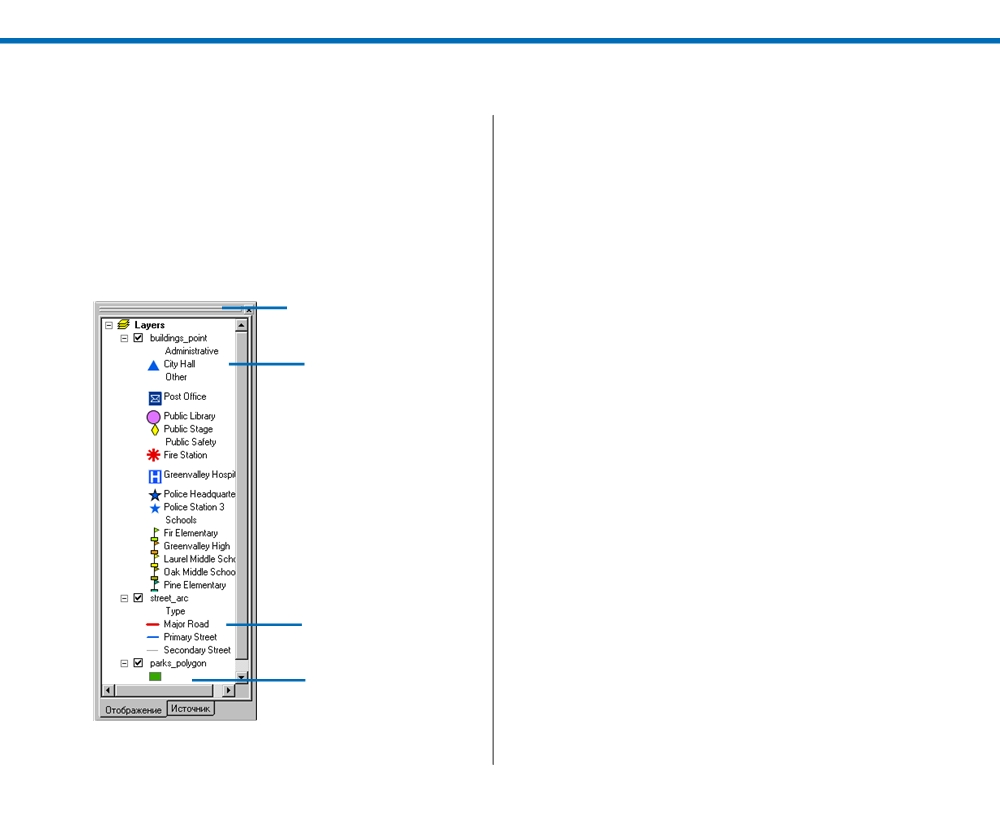 Layers
buildings_point
Administrative
City Hall
Other
Post Office
Public Library
Public Stage
Public Safety
Fire Station
Greenvalley Hospit
Police Headquarte
Police Station 3
Schools
Fir Elementary
Greenvalley High
Laurel Middle Scho
Oak Middle Schoo
Pine Elementary
street_arc
Type
Major Road
Primary Street
Secondary Street
parks_polygon
Отображение Источник